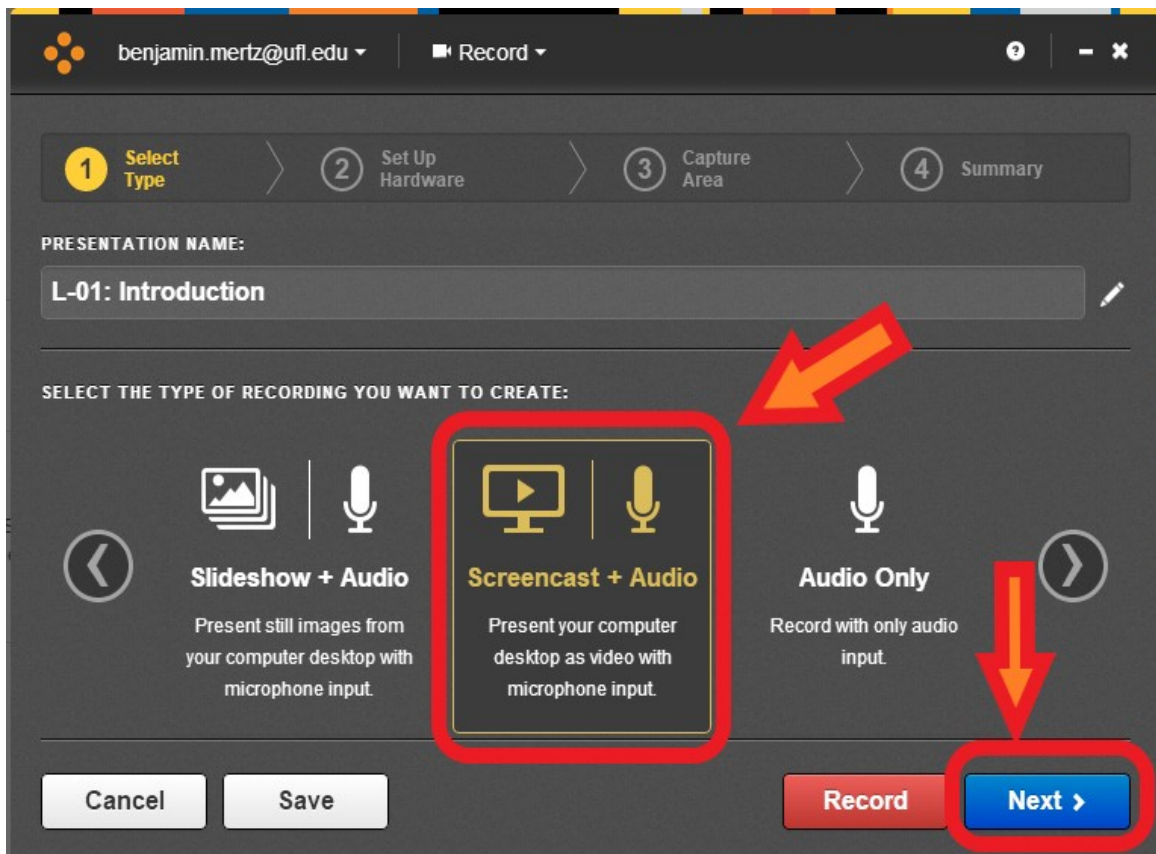 benjamin.mertz@ufl.edu
Record
1
Select
Type
2
Set Up
Hardware
3
Capture
Area
4
Summary
PRESENTATION NAME:
L-01: Introduction
SELECT THE TYPE OF RECORDING YOU WANT TO CREATE:
Slideshow + Audio
Present still images from
your computer desktop with
microphone input.
Screencast + Audio
Present your computer
desktop as video with
microphone input.
Audio Only
Record with only audio
input.
Cancel
Save
Record
Next >